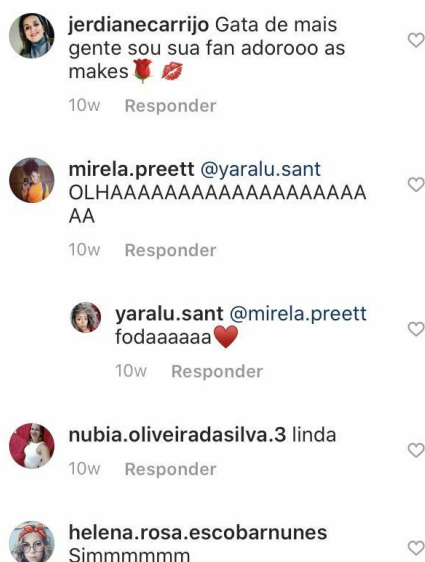 jerdianecarrijo Gata de mais
gente sou sua fan adorooo as
makes🌹 💋
10w Responder
mirela.preett @yaralu.sant
OLHAAAAAAAAAAAAAAAAAAA
AA
10w Responder
yaralu.sant @mirela.preett
fodaaaaaa♥️
10w Responder
nubia.oliveiradasilva.3 linda
10w Responder
helena.rosa.escobarnunes
Simmmmmm